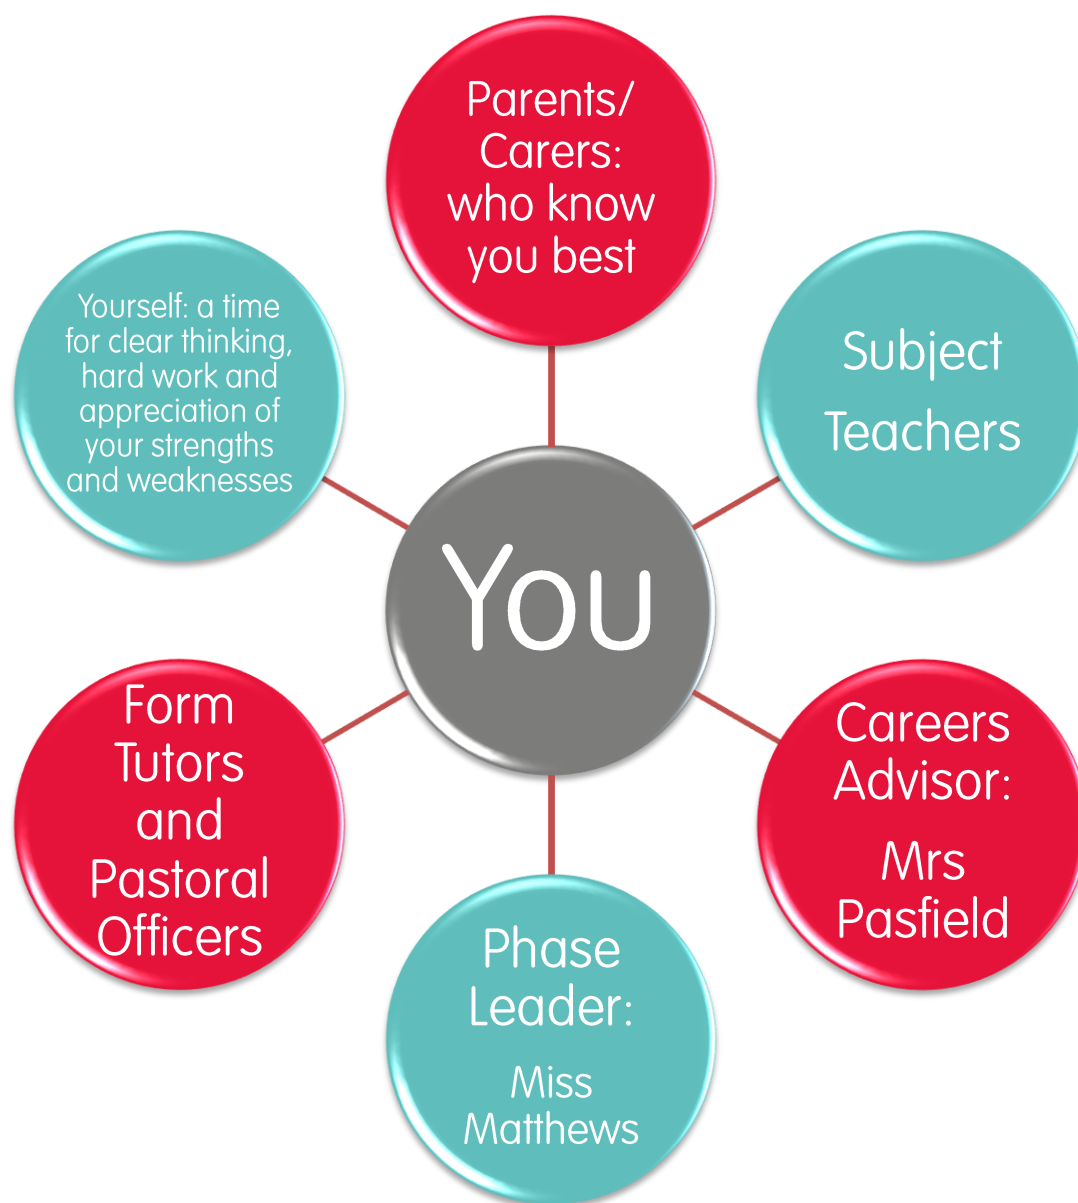 Parents/
Carers:
who know
you best
Subject
Teachers
Careers
Advisor:
Mrs
Pasfield
Phase
Leader:
Miss
Matthews
Form
Tutors
and
Pastoral
Officers
Yourself: a time
for clear thinking,
hard work and
appreciation of
your strengths
and weaknesses
You